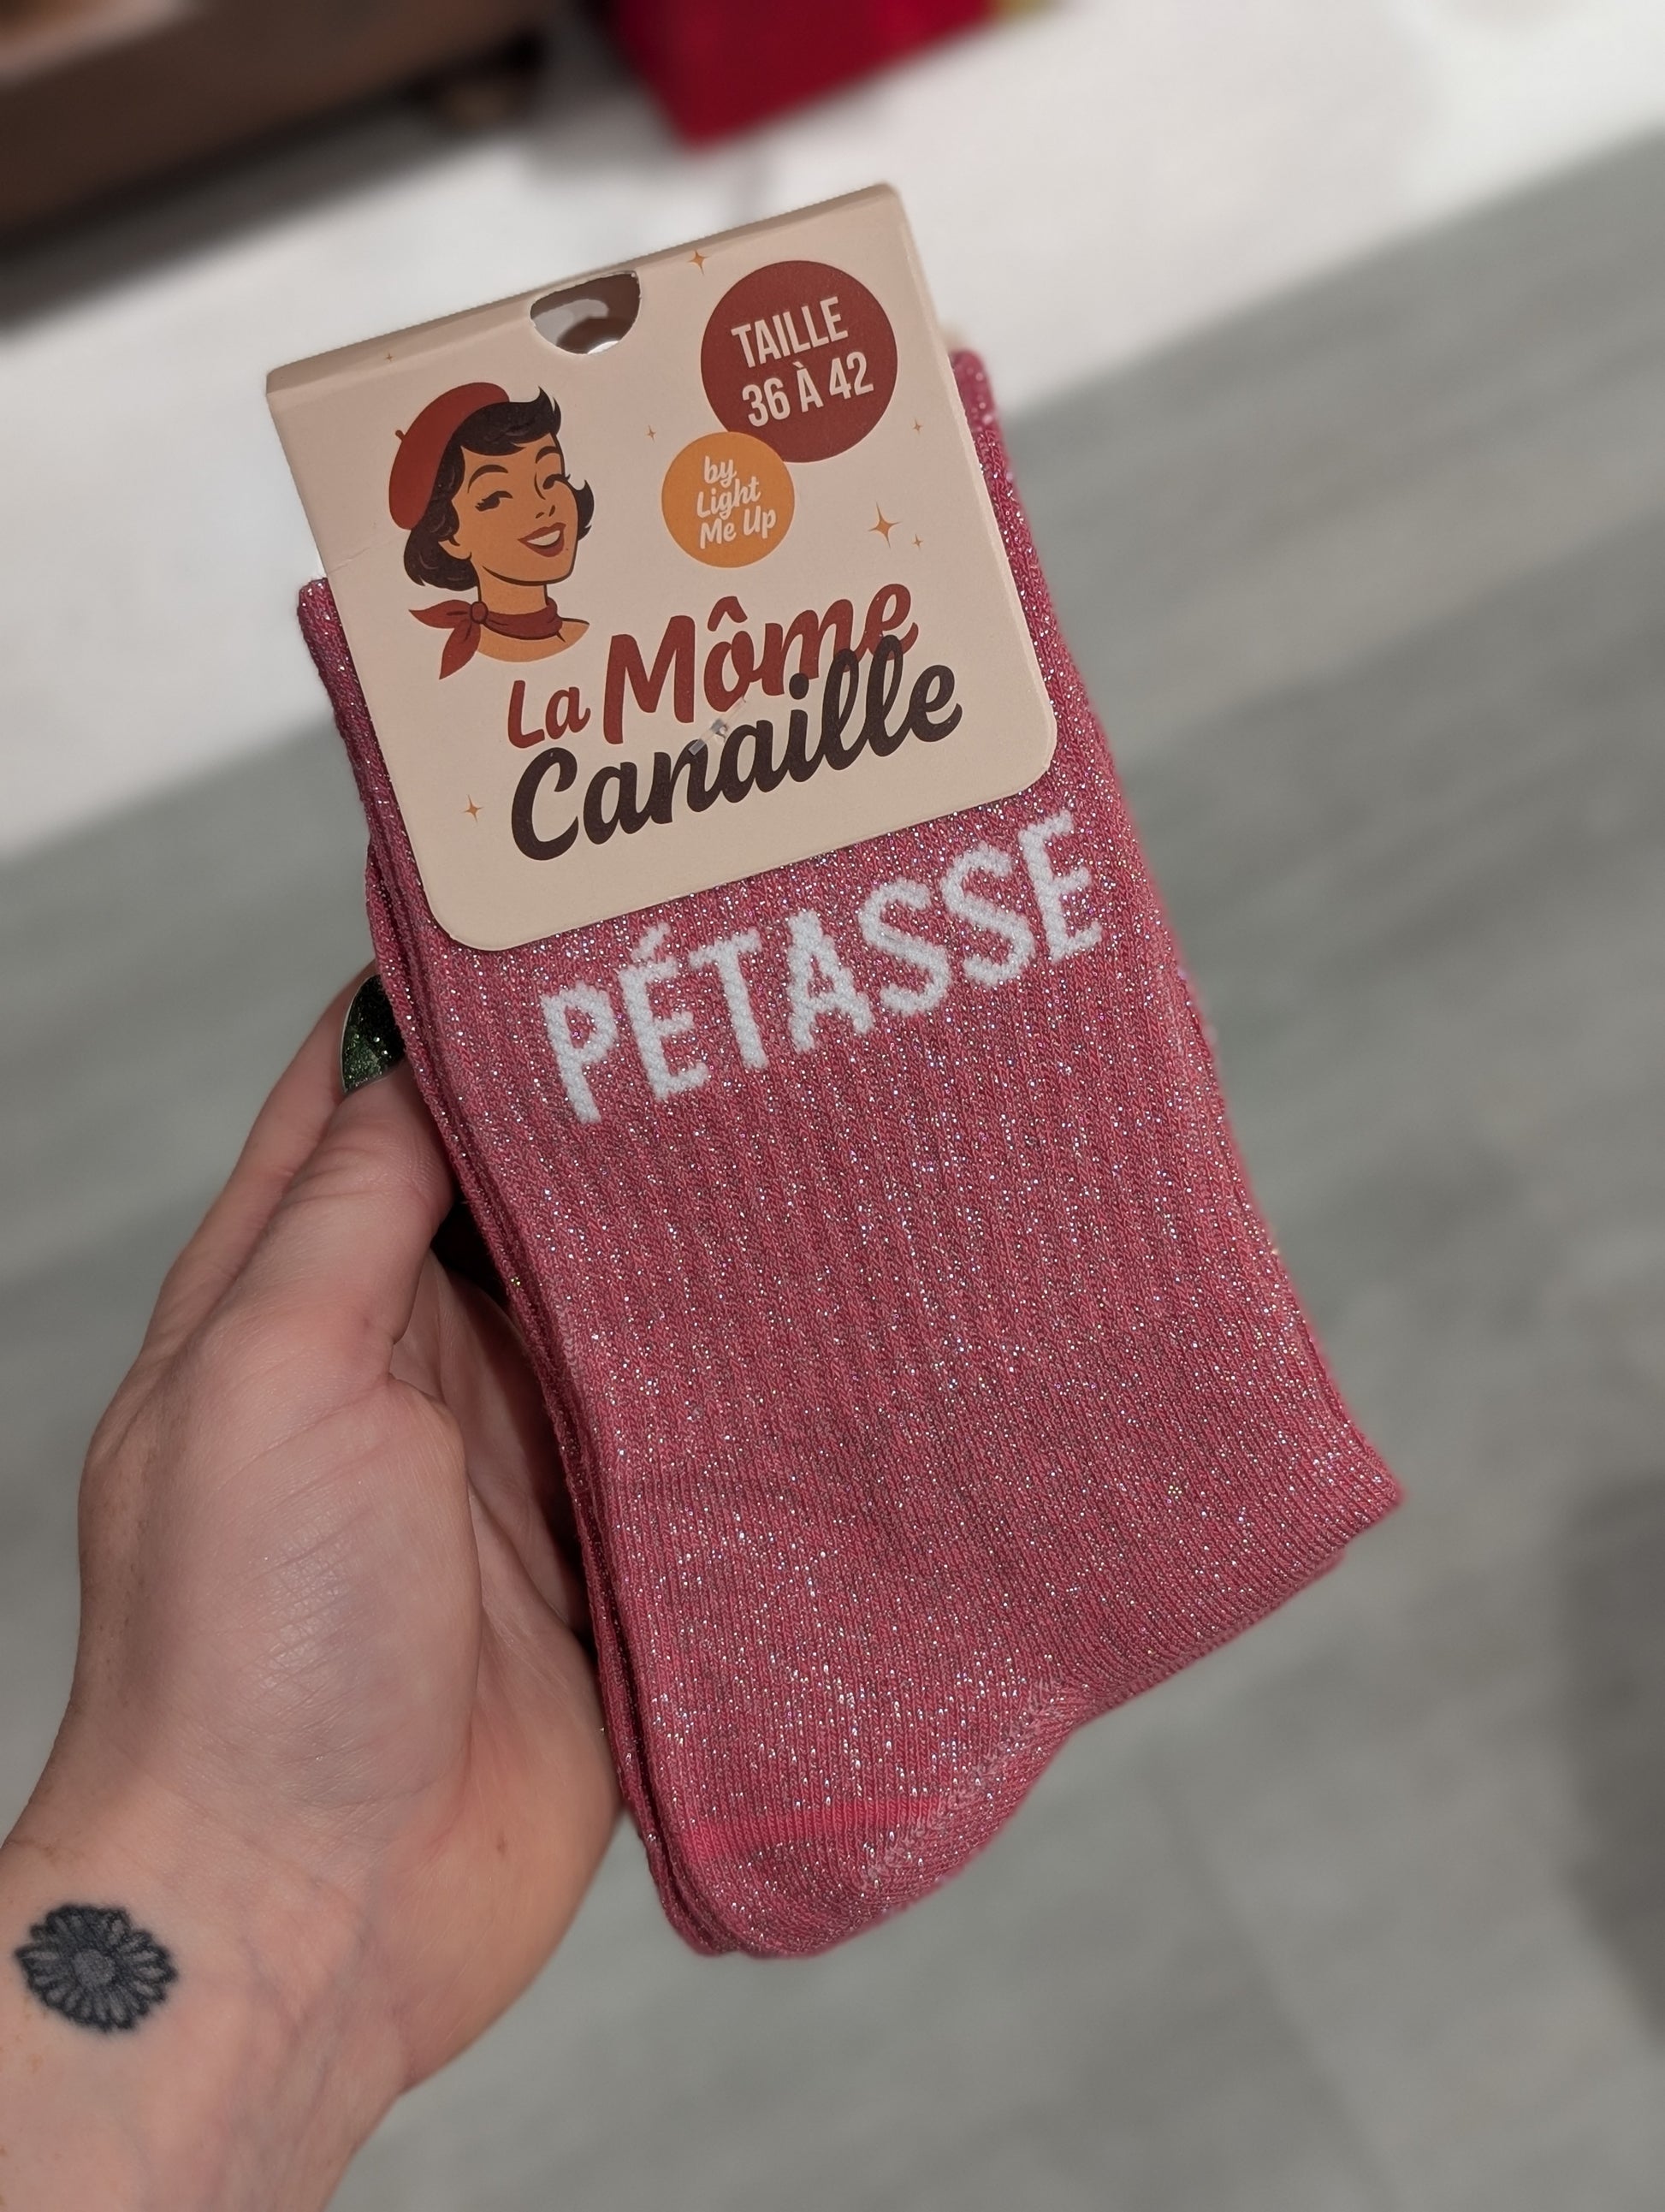 TAILLE
36 À 42
by
Light
Me Up
La Môme
Canaille
PÉTASSE